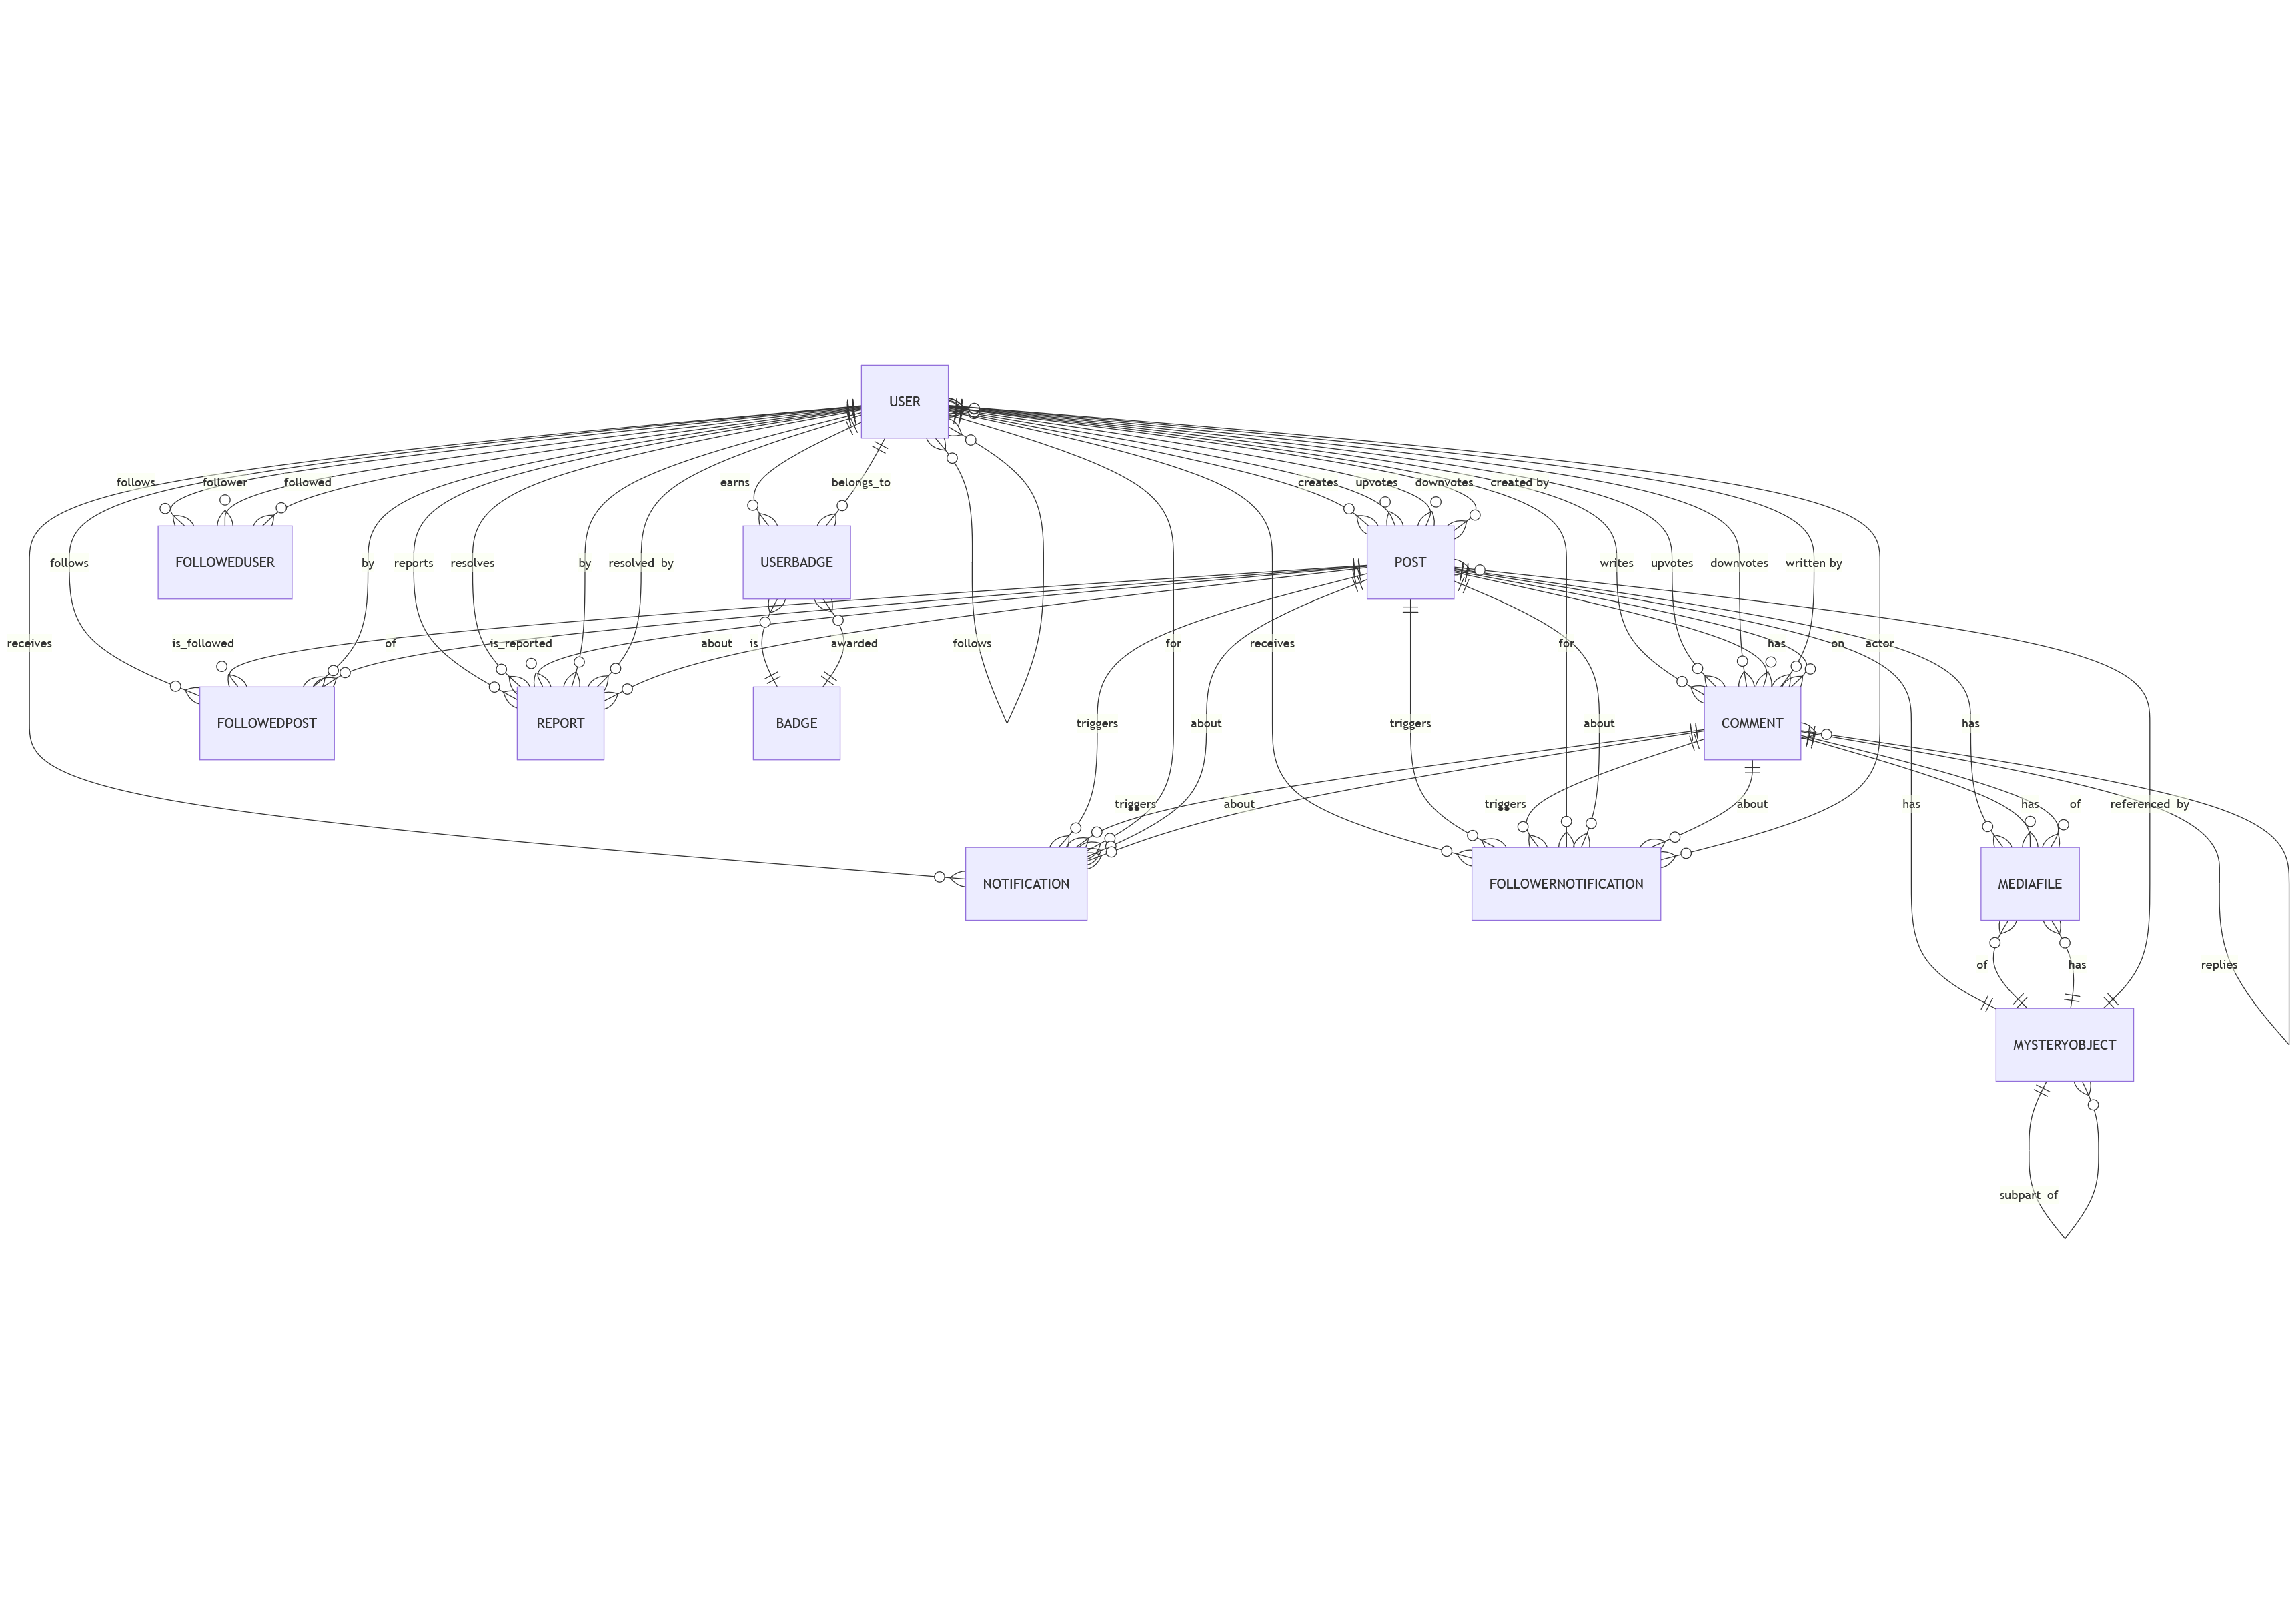 USER
follows
follower
followed
earns
belongs_to
creates
upvotes
downvotes
created by
FOLLOWEDUSER
USERBADGE
POST
follows
by
reports
resolves
by
resolved_by
writes
upvotes
downvotes
written by
receives
is_followed
of
is_reported
about
is
awarded
follows
for
receives
for
has
on
actor
FOLLOWEDPOST
REPORT
BADGE
triggers
about
triggers
about
COMMENT
has
triggers
about
triggers
about
has
has
of
referenced_by
NOTIFICATION
FOLLOWERNOTIFICATION
MEDIAFILE
of
has
replies
MYSTERYOBJECT
subpart_of